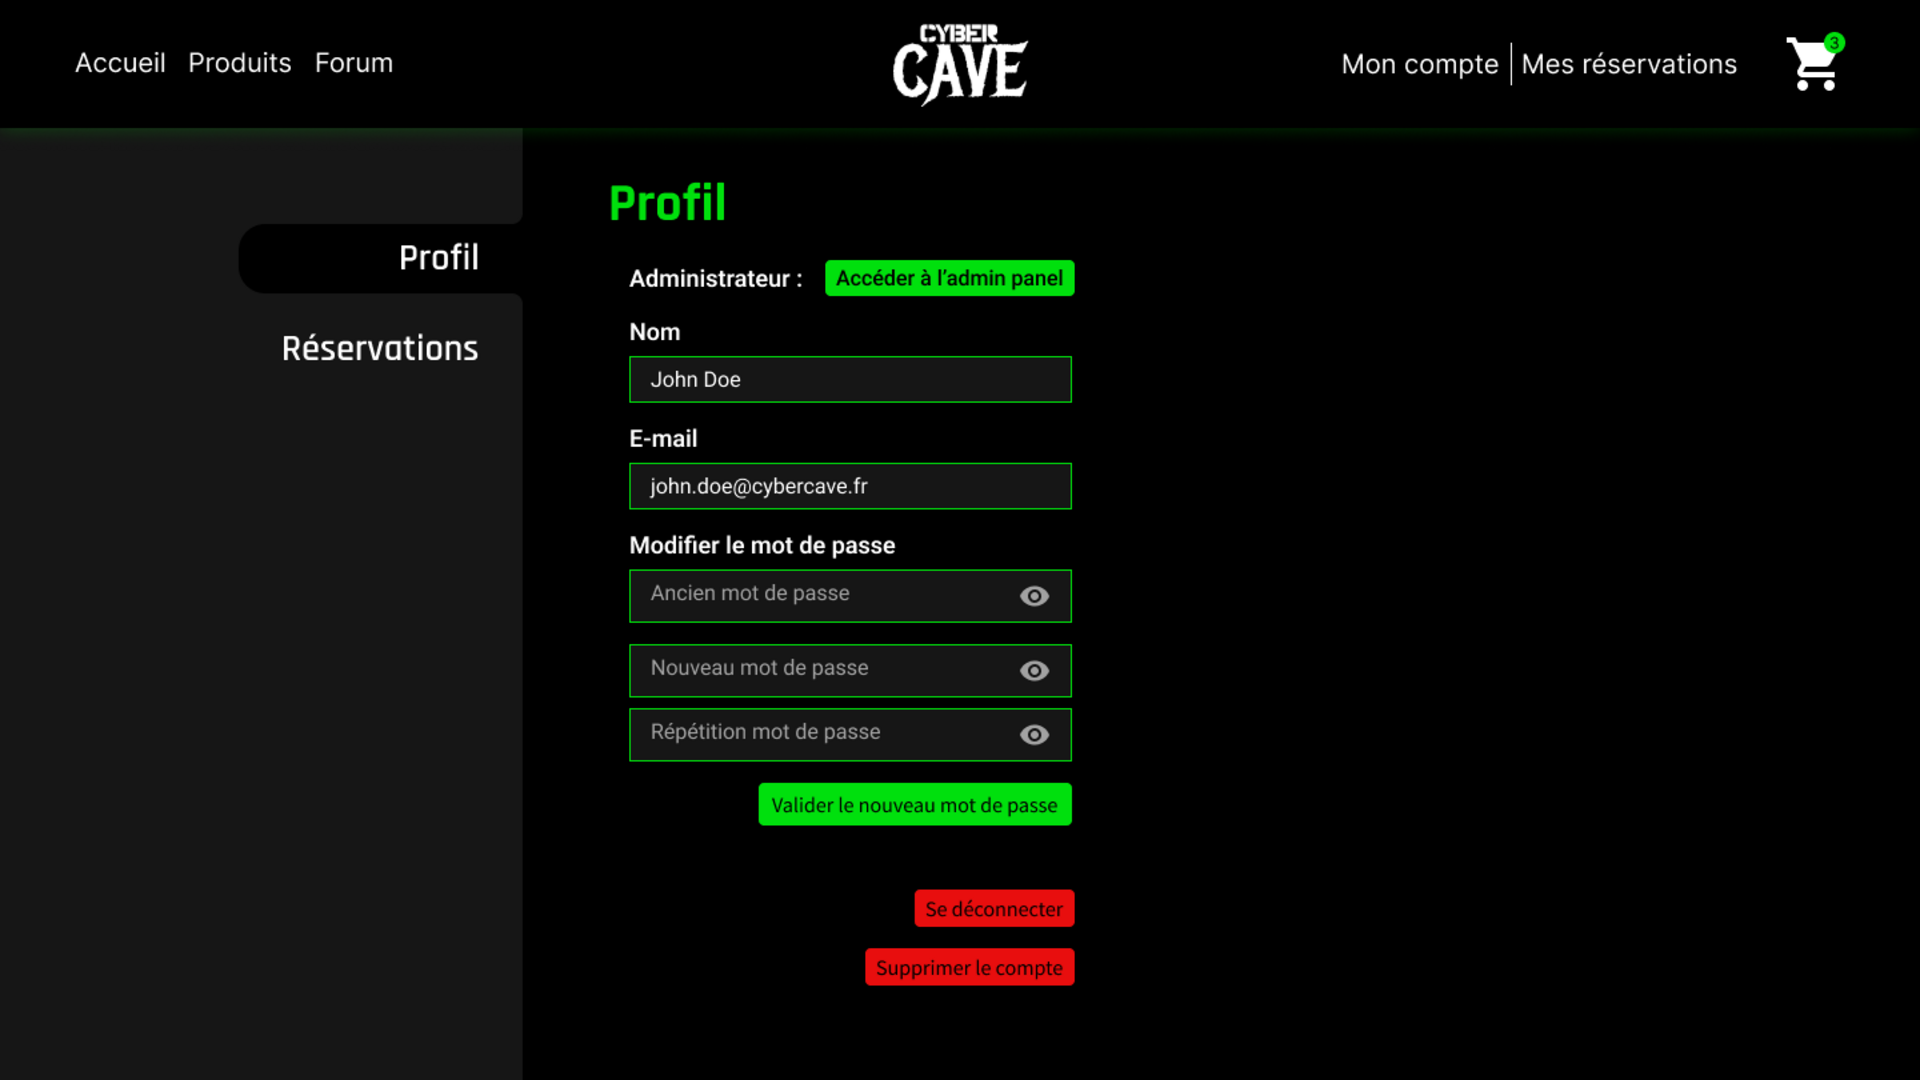 Accueil Produits Forum
CYBER
CAVE
Mon compte Mes réservations
3
Profil
Réservations
Profil
Administrateur : Accéder à l’admin panel
Nom
John Doe
E-mail
john.doe@cybercave.fr
Modifier le mot de passe
Ancien mot de passe
Nouveau mot de passe
Répétition mot de passe
Valider le nouveau mot de passe
Se déconnecter
Supprimer le compte